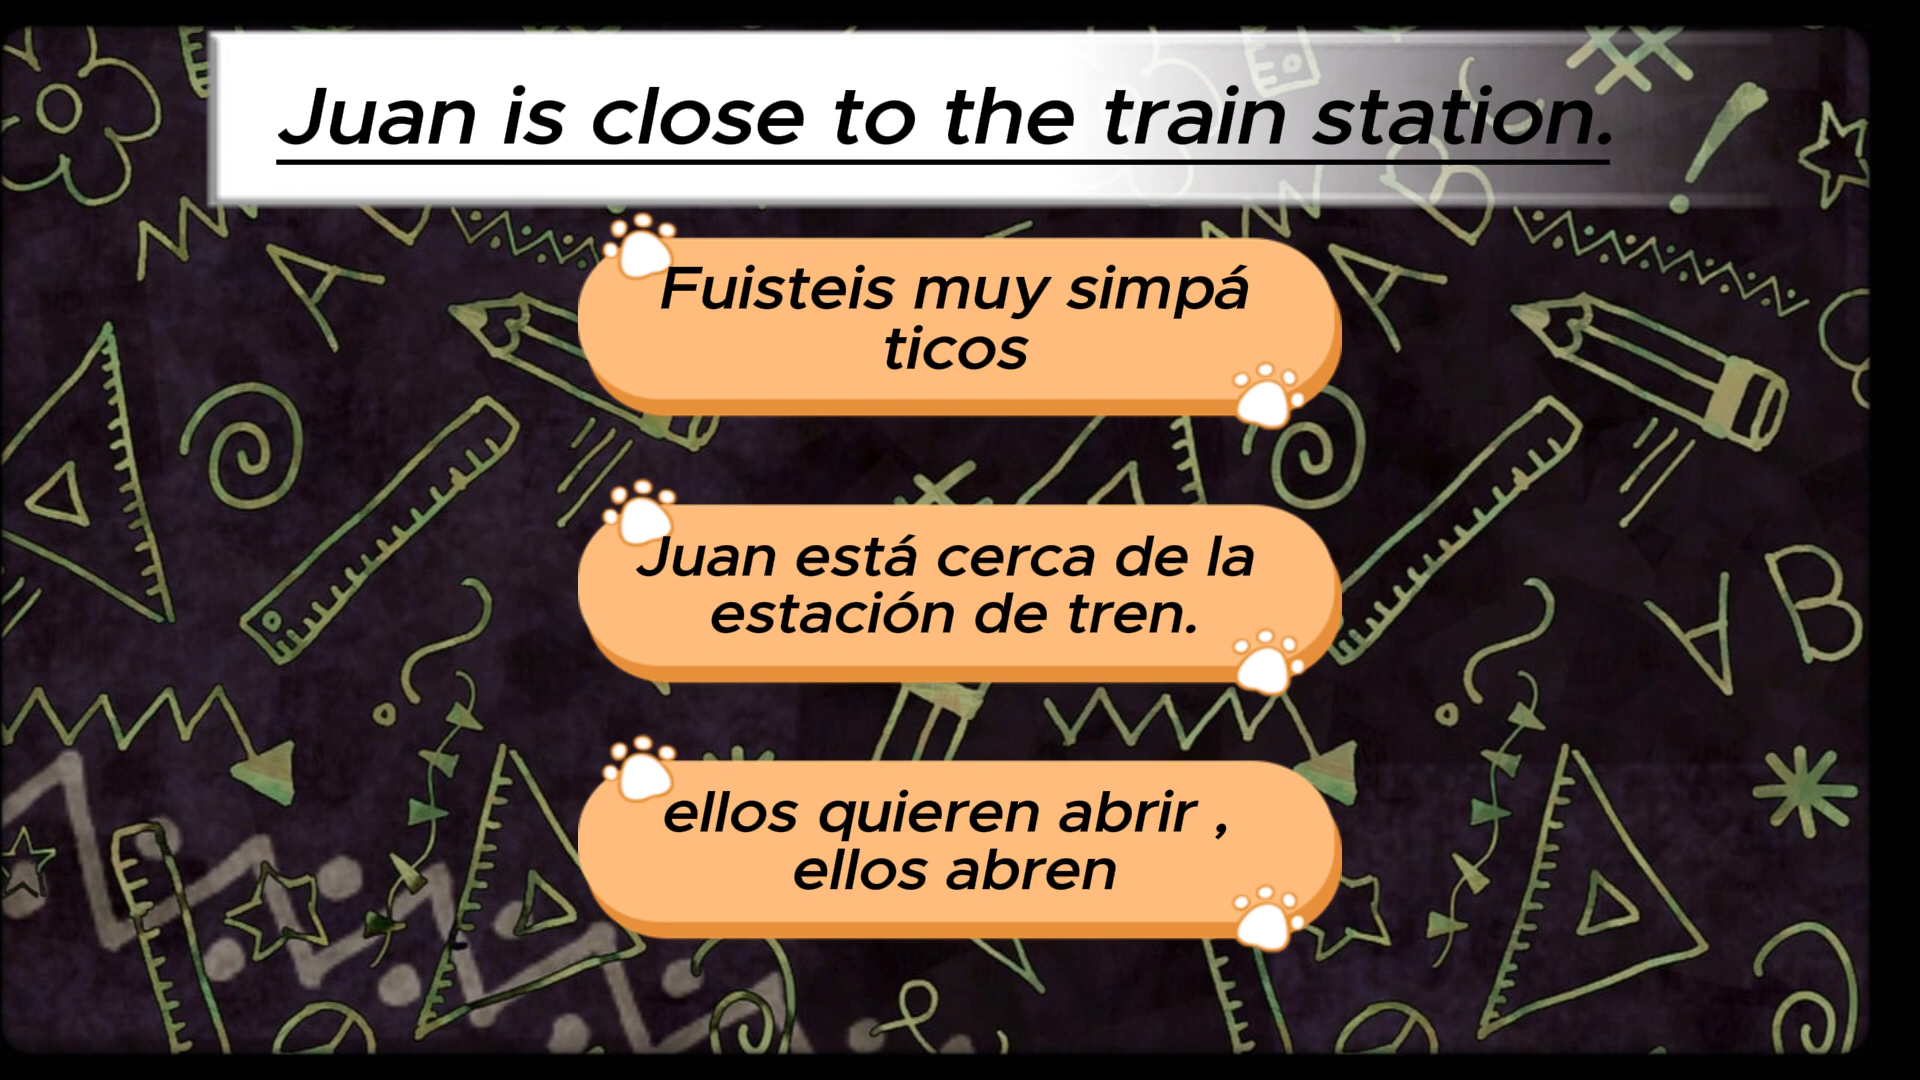 Juan is close to the train station.
Fuisteis muy simpá
ticos
Juan está cerca de la
estación de tren.
ellos quieren abrir ,
ellos abren